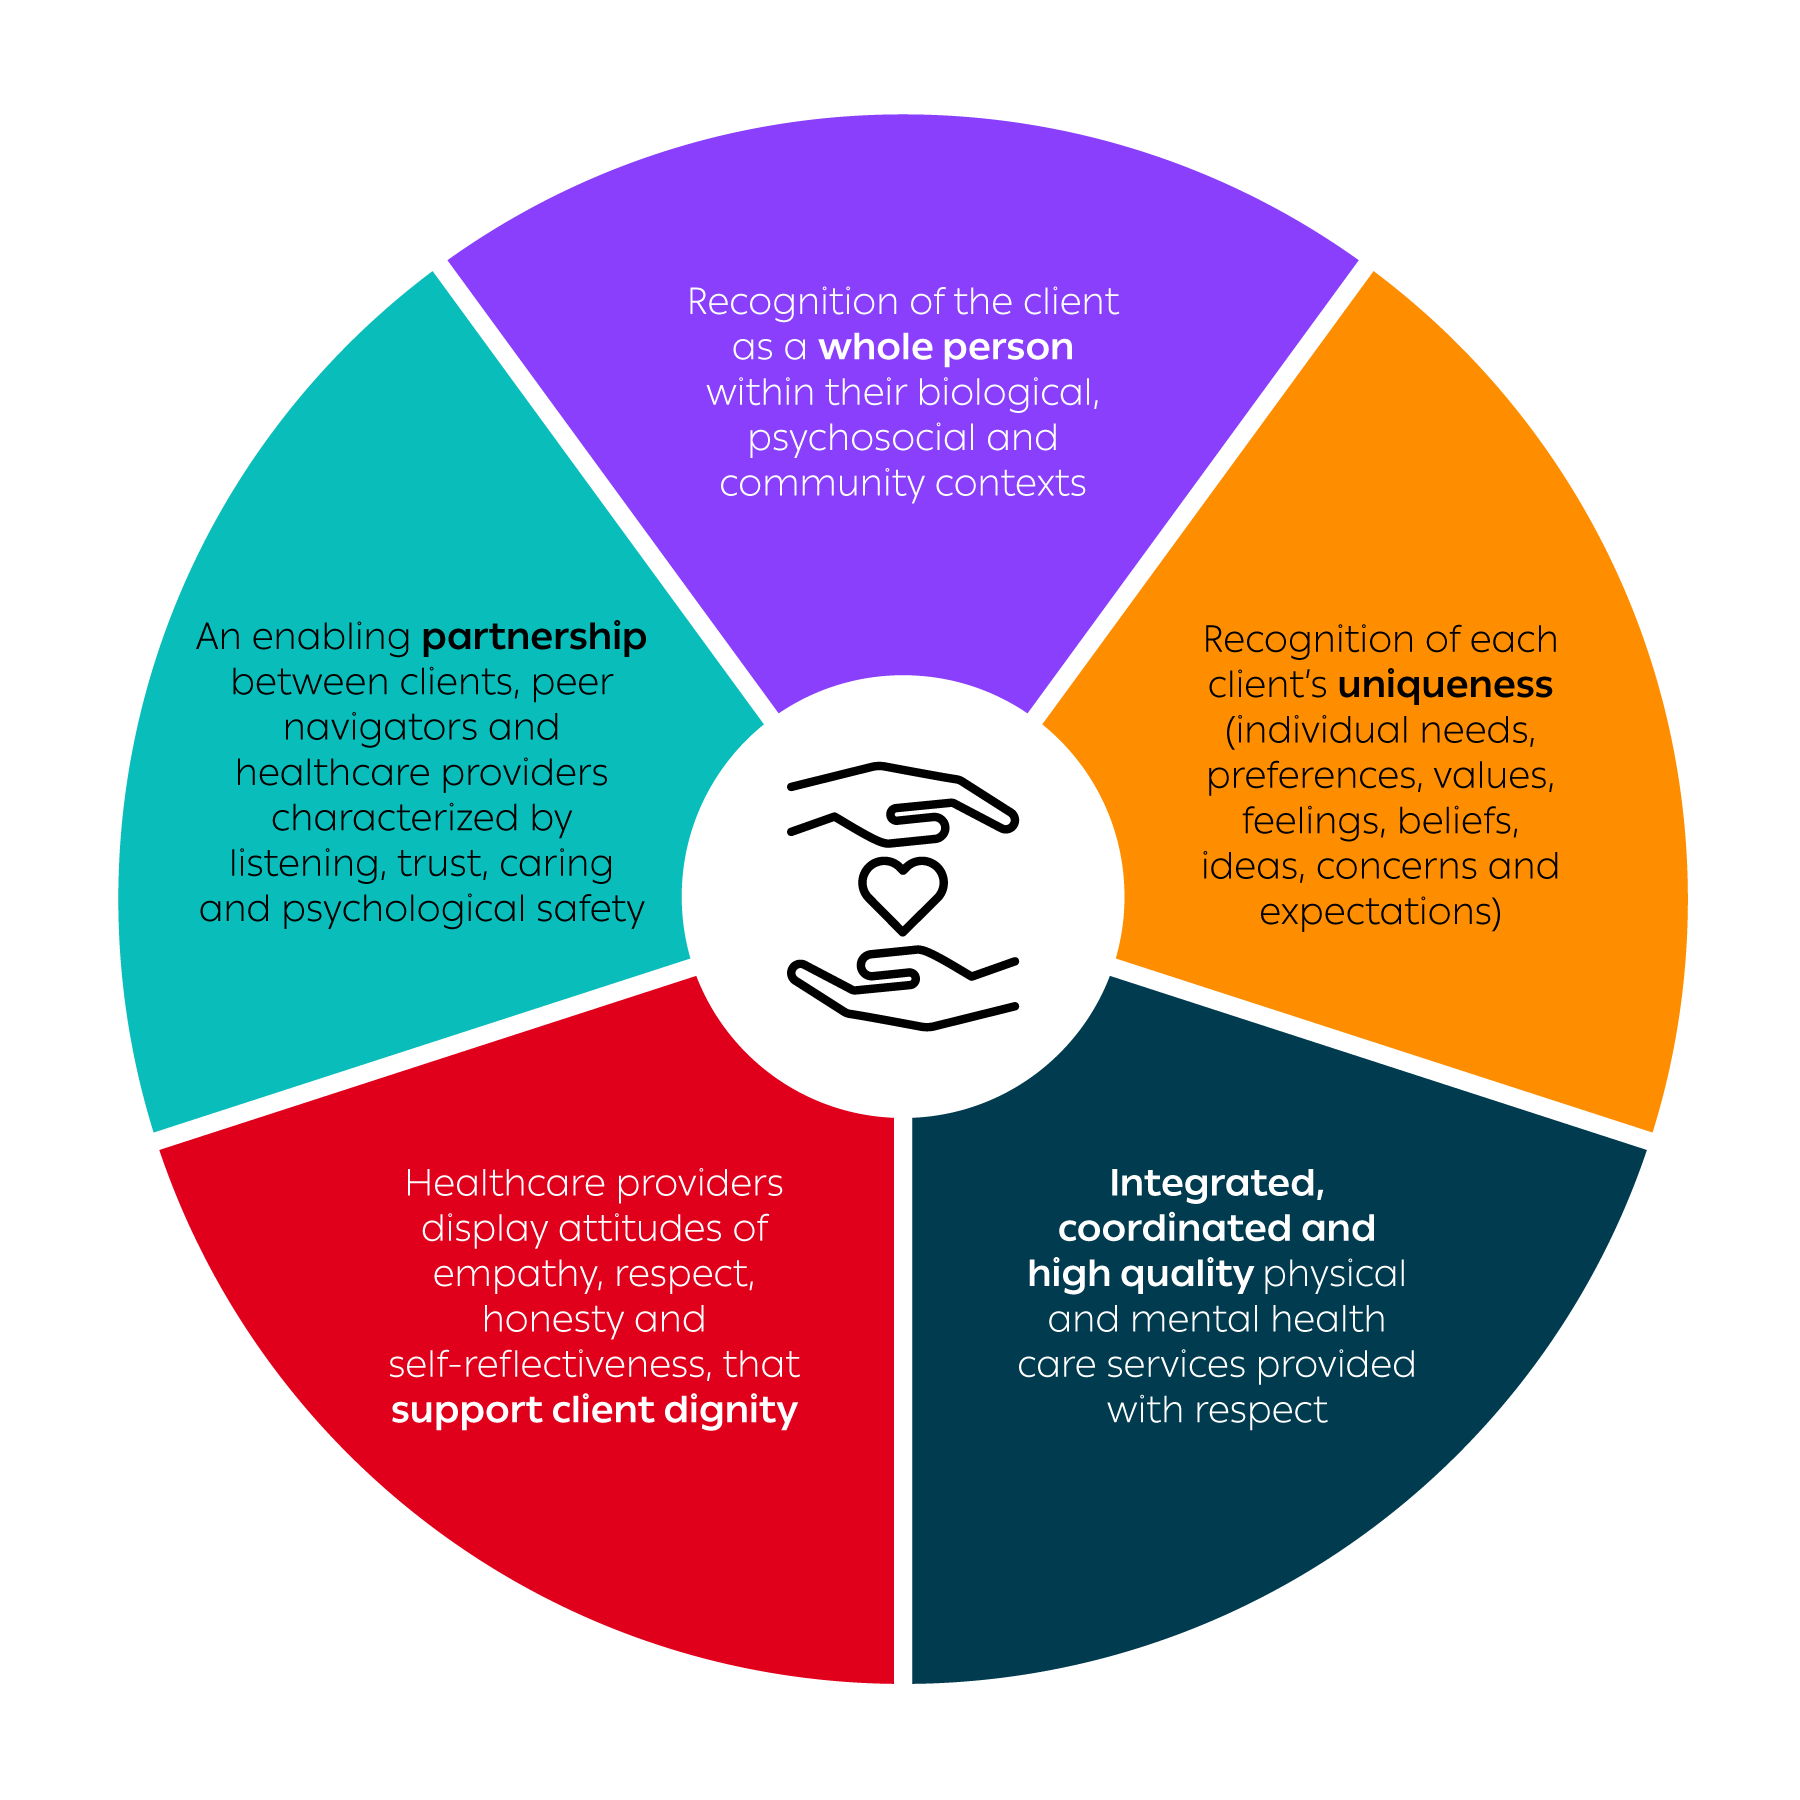 Recognition of the client
as a whole person
within their biological,
psychosocial and
community contexts
Recognition of each
client’s uniqueness
(individual needs,
preferences, values,
feelings, beliefs,
ideas, concerns and
expectations)
Integrated,
coordinated and
high quality physical
and mental health
care services provided
with respect
Healthcare providers
display attitudes of
empathy, respect,
honesty and
self-reflectiveness, that
support client dignity
An enabling partnership
between clients, peer
navigators and
healthcare providers
characterized by
listening, trust, caring
and psychological safety